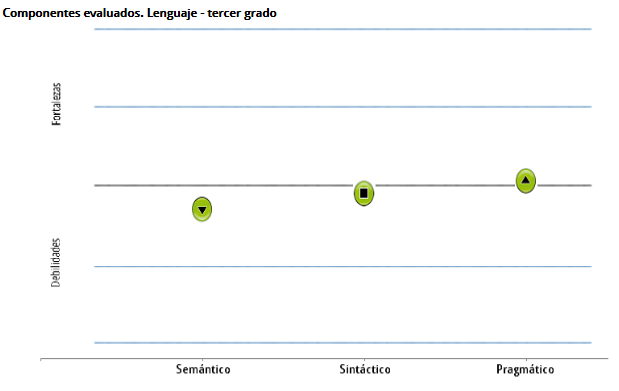 Componentes evaluados. Lenguaje - tercer grado
Fortalezas
Debilidades
Semántico
Sintáctico
Pragmático